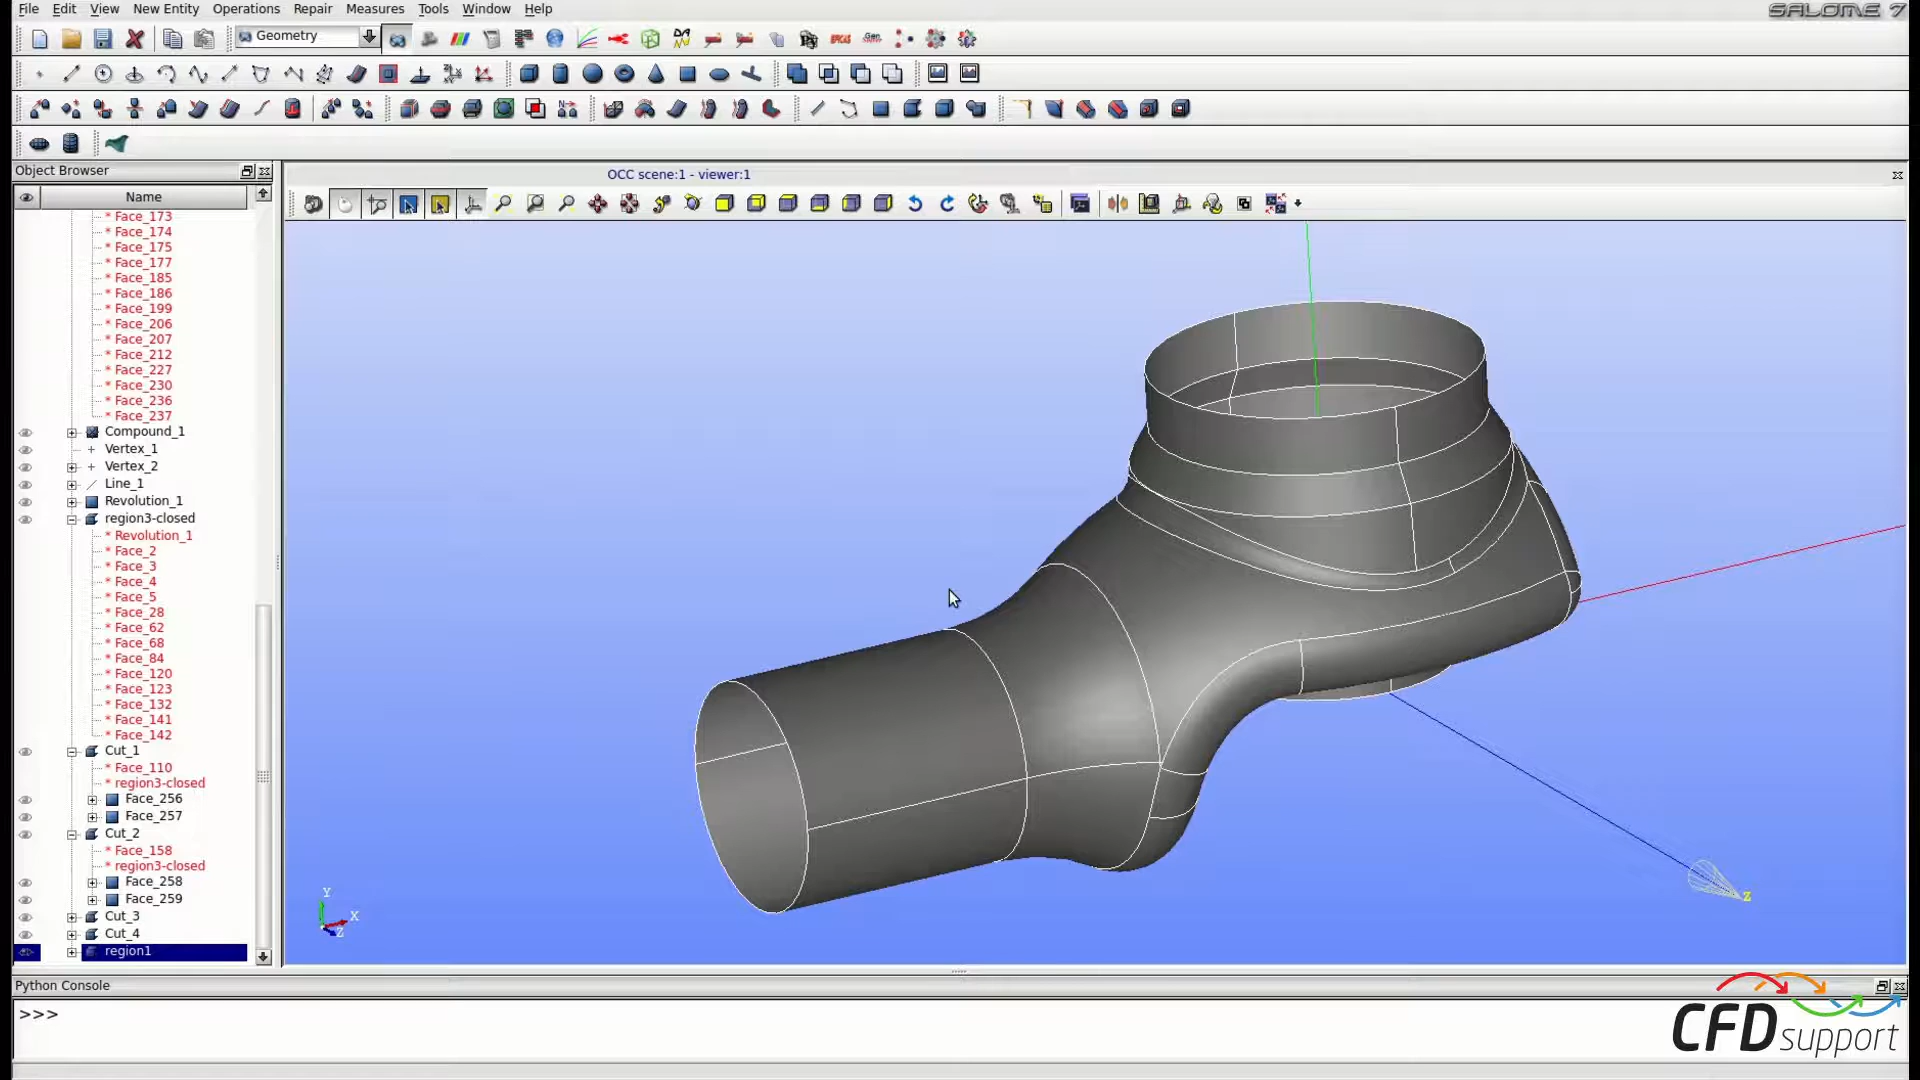 File Edit View New Entity Operations Repair Measures Tools Window Help
SALOME 7
Geometry
Object Browser
OCC scene:1 - viewer:1
Name
* Face_173
* Face_174
* Face_175
* Face_177
* Face_185
* Face_186
* Face_199
* Face_206
* Face_207
* Face_212
* Face_227
* Face_230
* Face_236
* Face_237
Compound_1
Vertex_1
Vertex_2
Line_1
Revolution_1
region3-closed
* Revolution_1
* Face_2
* Face_3
* Face_4
* Face_5
* Face_28
* Face_62
* Face_68
* Face_84
* Face_120
* Face_123
* Face_132
* Face_141
* Face_142
Cut_1
* Face_110
* region3-closed
Face_256
Face_257
Cut_2
* Face_158
* region3-closed
Face_258
Face_259
Cut_3
Cut_4
region1
Y
X
Z
Z
Python Console
>>>
CFD support